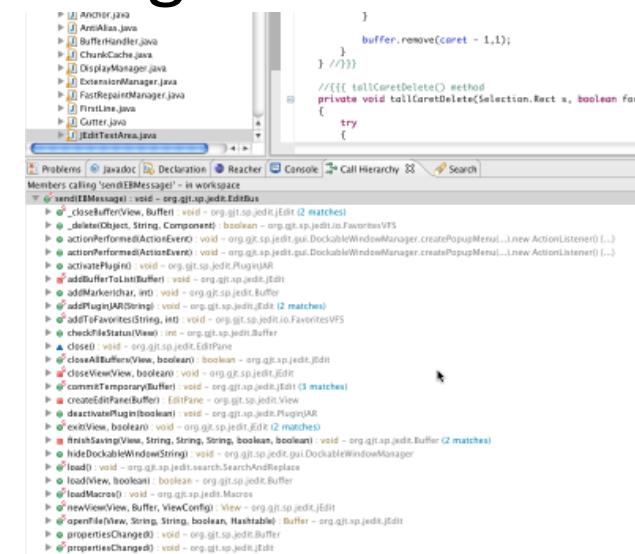 Anchor.java
AntiAlias.java
BufferHandler.java
ChunkCache.java
DisplayManager.java
ExtensionManager.java
FastRepaintManager.java
FirstLine.java
Gutter.java
JEditTextArea.java
}
buffer.remove(caret - 1,1);
}
} //}}}
//{{{ tallCaretDelete() method
private void tallCaretDelete(Selection.Rect s, boolean for
{
try
{
Problems Javadoc Declaration Reacher Console Call Hierarchy Search
Members calling 'send(EBMessage)' - in workspace
send(EBMessage) : void - org.gjt.sp.jedit.EditBus
_closeBuffer(View, Buffer) : void - org.gjt.sp.jedit.jEdit (2 matches)
_delete(Object, String, Component) : boolean - org.gjt.sp.jedit.io.FavoritesVFS
actionPerformed(ActionEvent) : void - org.gjt.sp.jedit.gui.DockableWindowManager.createPopupMenu(...).new ActionListener() {...}
actionPerformed(ActionEvent) : void - org.gjt.sp.jedit.gui.DockableWindowManager.createPopupMenu(...).new ActionListener() {...}
activatePlugin() : void - org.gjt.sp.jedit.PluginJAR
addBufferToList(Buffer) : void - org.gjt.sp.jedit.jEdit
addMarker(char, int) : void - org.gjt.sp.jedit.Buffer
addPluginJAR(String) : void - org.gjt.sp.jedit.jEdit (2 matches)
addToFavorites(String, int) : void - org.gjt.sp.jedit.io.FavoritesVFS
checkFileStatus(View) : int - org.gjt.sp.jedit.Buffer
close() : void - org.gjt.sp.jedit.EditPane
closeAllBuffers(View, boolean) : boolean - org.gjt.sp.jedit.jEdit
closeView(View, boolean) : void - org.gjt.sp.jedit.jEdit
commitTemporary(Buffer) : void - org.gjt.sp.jedit.jEdit (3 matches)
createEditPane(Buffer) : EditPane - org.gjt.sp.jedit.View
deactivatePlugin(boolean) : void - org.gjt.sp.jedit.PluginJAR
exit(View, boolean) : void - org.gjt.sp.jedit.jEdit (2 matches)
finishSaving(View, String, String, String, boolean, boolean) : void - org.gjt.sp.jedit.Buffer (2 matches)
hideDockableWindow(String) : void - org.gjt.sp.jedit.gui.DockableWindowManager
load() : void - org.gjt.sp.jedit.search.SearchAndReplace
load(View, boolean) : boolean - org.gjt.sp.jedit.Buffer
loadMacros() : void - org.gjt.sp.jedit.Macros
newView(View, Buffer, ViewConfig) : View - org.gjt.sp.jedit.jEdit
openFile(View, String, String, boolean, Hashtable) : Buffer - org.gjt.sp.jedit.jEdit
propertiesChanged() : void - org.gjt.sp.jedit.Buffer
propertiesChanged() : void - org.gjt.sp.jedit.jEdit